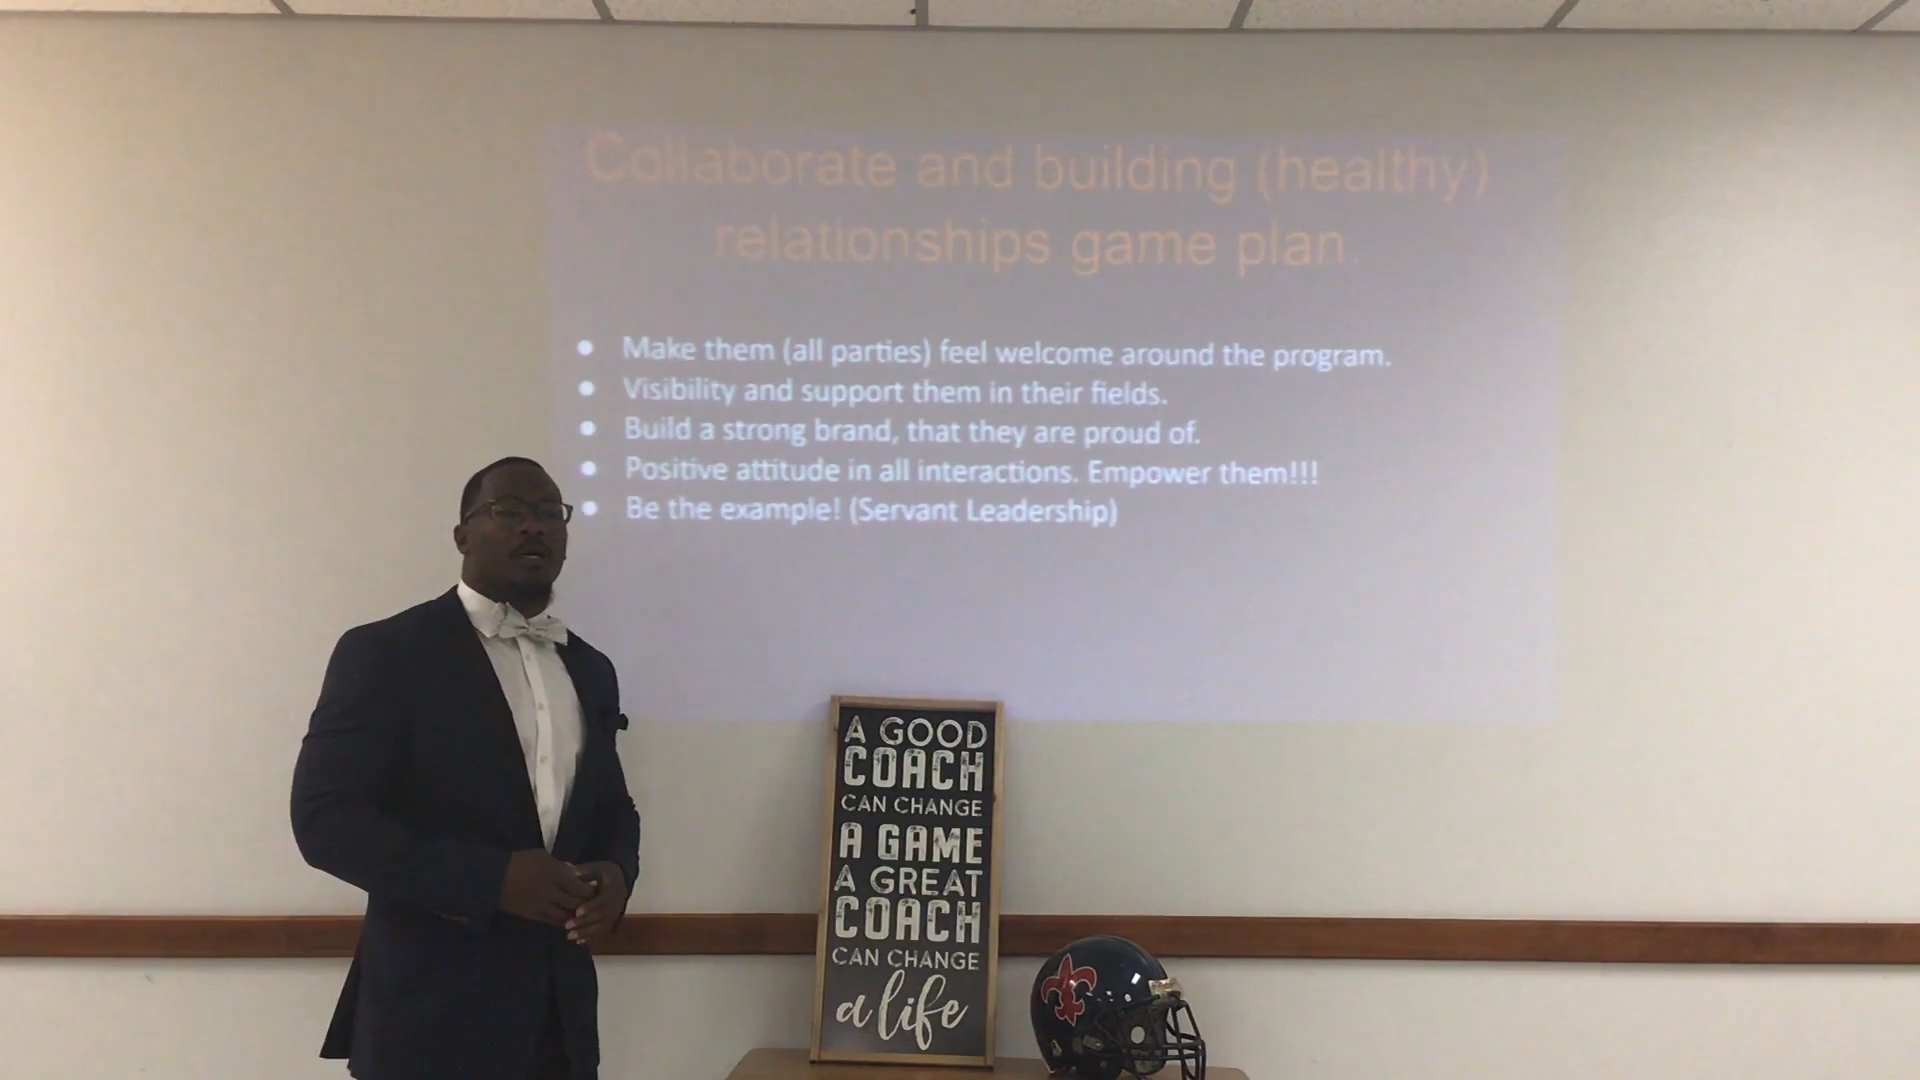 Collaborate and building (healthy)
relationships game plan.
• Make them (all parties) feel welcome around the program.
• Visibility and support them in their fields.
• Build a strong brand, that they are proud of.
• Positive attitude in all interactions. Empower them!!!
• Be the example! (Servant Leadership)
A GOOD
COACH
CAN CHANGE
A GAME
A GREAT
COACH
CAN CHANGE
a life